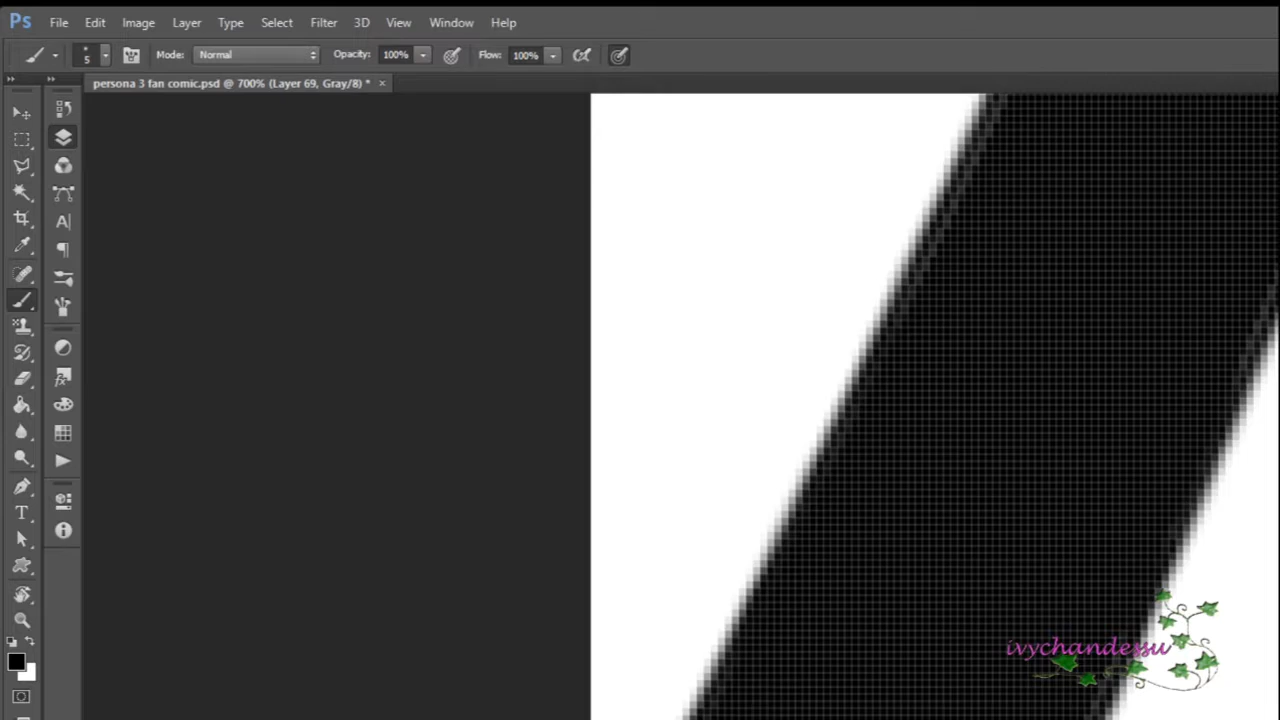 Ps File Edit Image Layer Type Select Filter 3D View Window Help
5 Mode: Normal Opacity: 100% Flow: 100%
persona 3 fan comic.psd @ 700% (Layer 69, Gray/8) * ×
A
T
ivychandessu